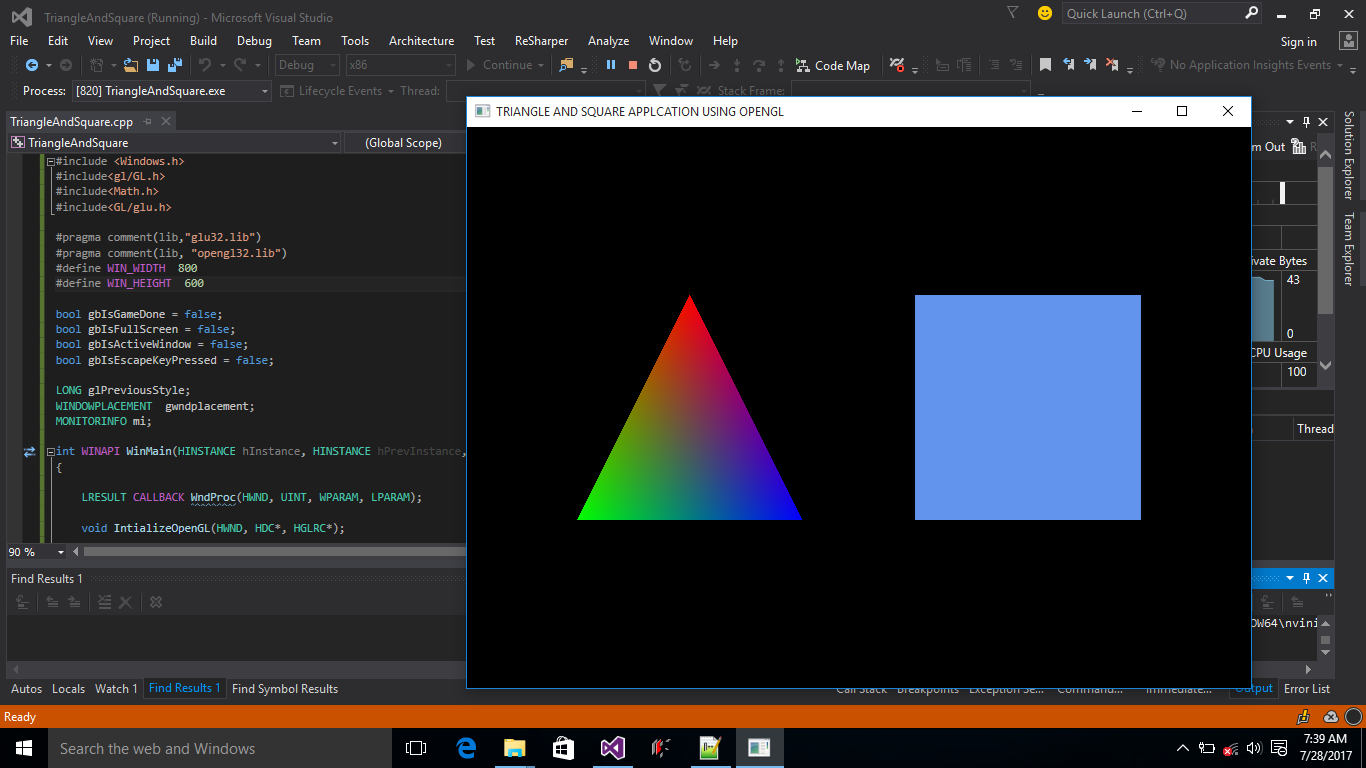 TriangleAndSquare (Running) - Microsoft Visual Studio
Quick Launch (Ctrl+Q)
File Edit View Project Build Debug Team Tools Architecture Test ReSharper Analyze Window Help
Sign in
Debug x86 Continue Code Map No Application Insights Events
Process: [820] TriangleAndSquare.exe Lifecycle Events Thread: Stack Frame:
TRIANGLE AND SQUARE APPLCATION USING OPENGL
TriangleAndSquare.cpp
TriangleAndSquare (Global Scope)
#include <Windows.h>
#include<gl/GL.h>
#include<Math.h>
#include<GL/glu.h>
#pragma comment(lib,"glu32.lib")
#pragma comment(lib, "opengl32.lib")
#define WIN_WIDTH 800
#define WIN_HEIGHT 600
bool gbIsGameDone = false;
bool gbIsFullScreen = false;
bool gbIsActiveWindow = false;
bool gbIsEscapeKeyPressed = false;
LONG glPreviousStyle;
WINDOWPLACEMENT gwndplacement;
MONITORINFO mi;
int WINAPI WinMain(HINSTANCE hInstance, HINSTANCE hPrevInstance,
{
LRESULT CALLBACK WndProc(HWND, UINT, WPARAM, LPARAM);
void IntializeOpenGL(HWND, HDC*, HGLRC*);
90 %
m Out R
ivate Bytes
43
0
CPU Usage
100
Thread
Solution Explorer
Team Explorer
Find Results 1
OW64\nvini
Autos Locals Watch 1 Find Results 1 Find Symbol Results
Call Stack Breakpoints Exception Se... Command... Immediate... Output Error List
Ready
Search the web and Windows
7:39 AM
7/28/2017